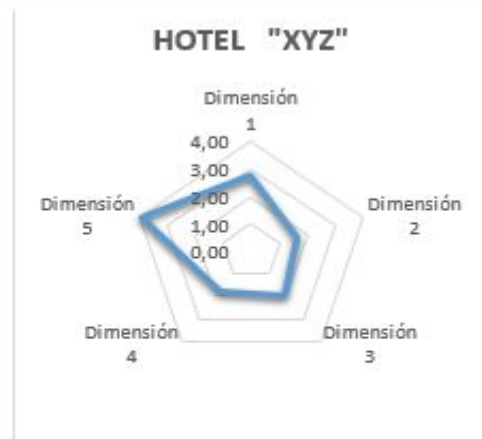 HOTEL "XYZ"
Dimensión
1
4,00
3,00
2,00
1,00
0,00
Dimensión
5
Dimensión
2
Dimensión
4
Dimensión
3